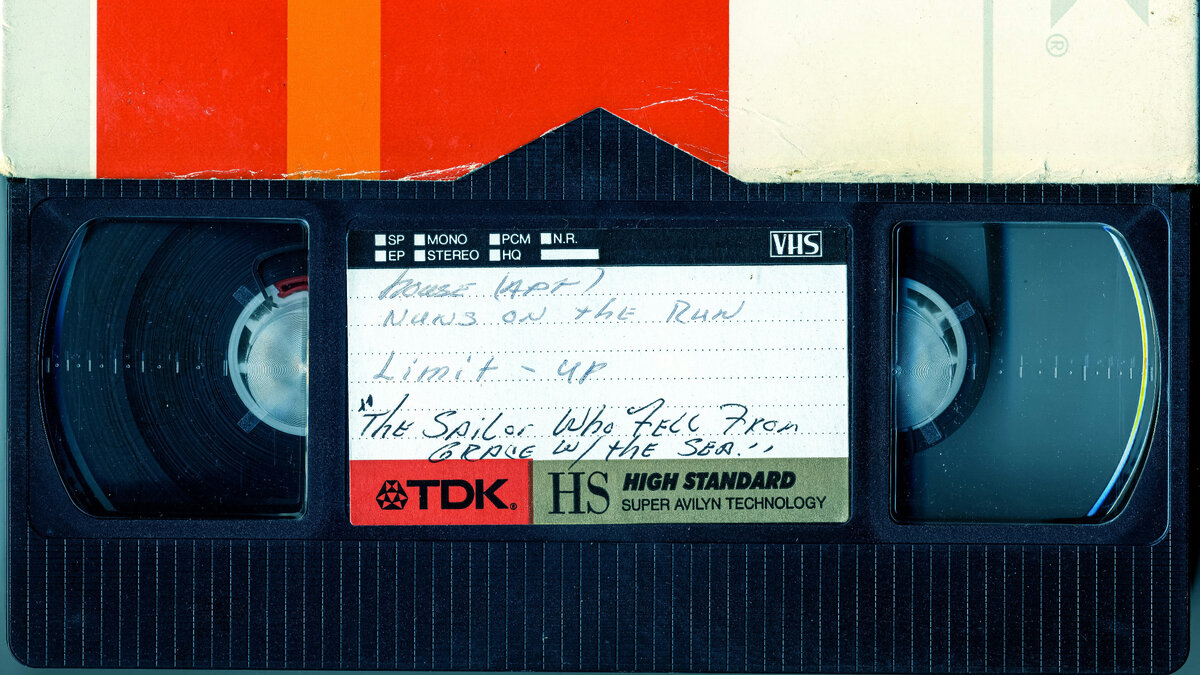 ®
SP MONO PCM N.R.
EP STEREO HQ
VHS
House (APT)
Nuns on the Run
Limit - up
"The Sailor Who Fell From
Grace w/ the Sea.."
TDK®
HS HIGH STANDARD
SUPER AVILYN TECHNOLOGY